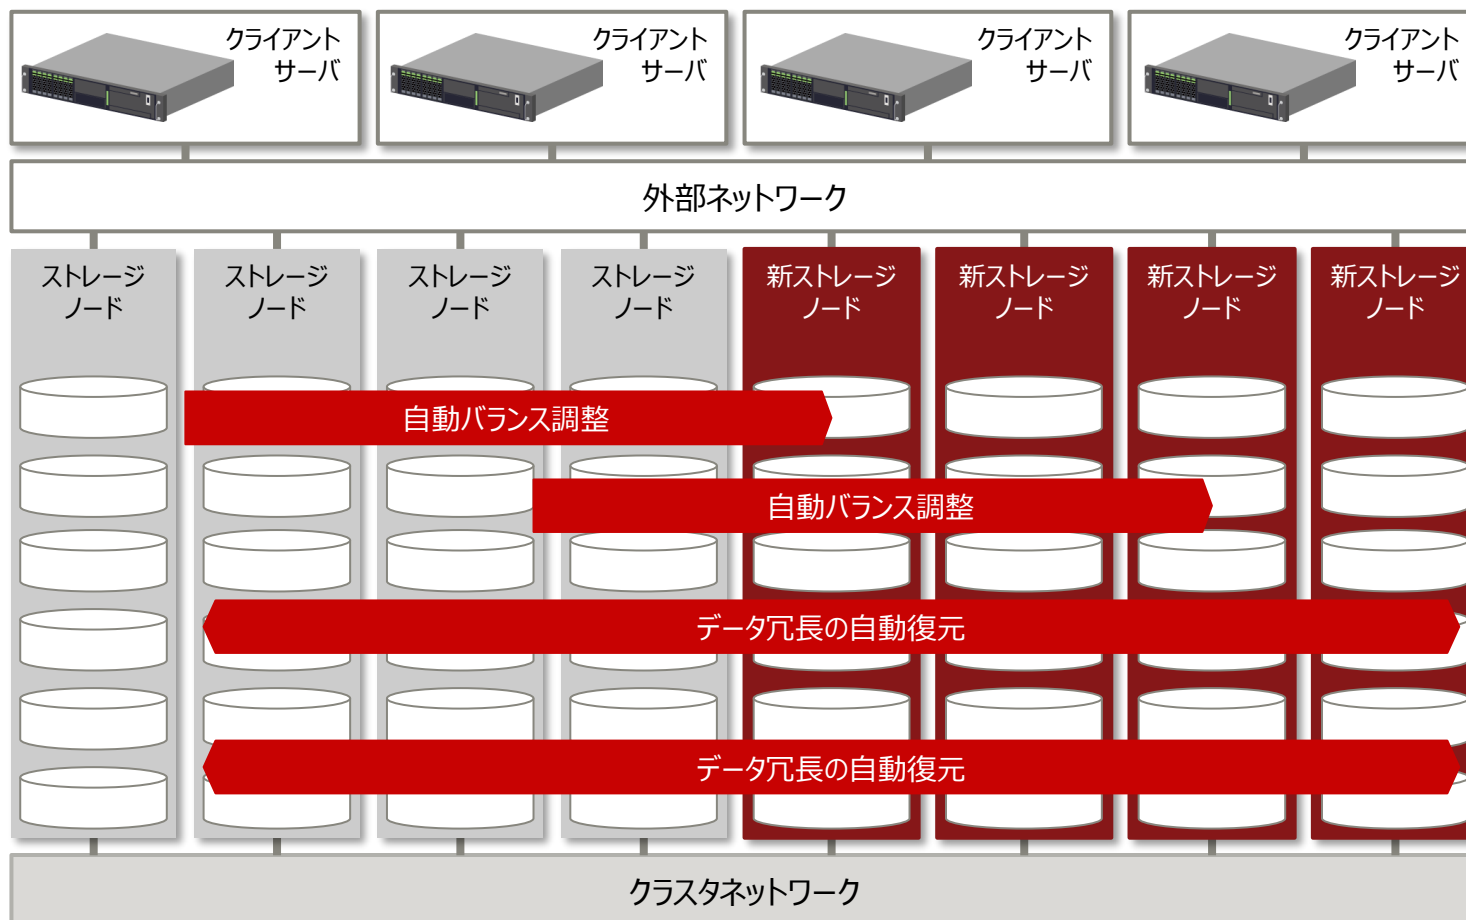 クライアント
サーバ
クライアント
サーバ
クライアント
サーバ
クライアント
サーバ
外部ネットワーク
ストレージ
ノード
ストレージ
ノード
ストレージ
ノード
ストレージ
ノード
新ストレージ
ノード
新ストレージ
ノード
新ストレージ
ノード
新ストレージ
ノード
自動バランス調整
自動バランス調整
データ冗長の自動復元
データ冗長の自動復元
クラスタネットワーク